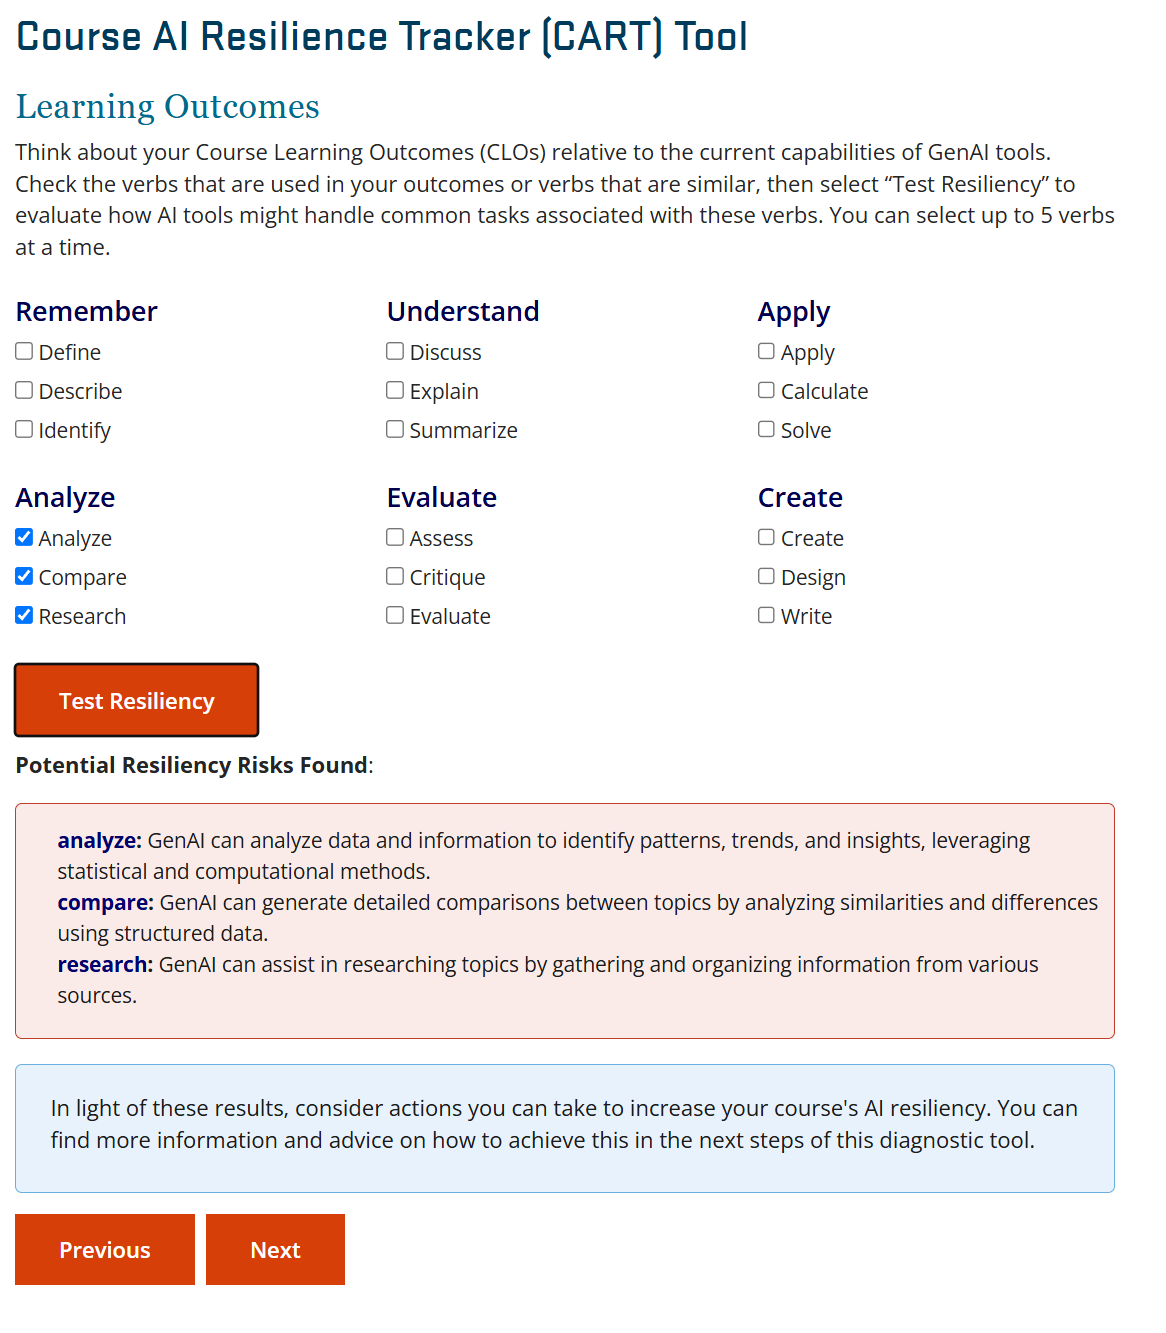 Course AI Resilience Tracker (CART) Tool
Learning Outcomes
Think about your Course Learning Outcomes (CLOs) relative to the current capabilities of GenAI tools.
Check the verbs that are used in your outcomes or verbs that are similar, then select “Test Resiliency” to
evaluate how AI tools might handle common tasks associated with these verbs. You can select up to 5 verbs
at a time.
Remember
Define
Describe
Identify
Understand
Discuss
Explain
Summarize
Apply
Apply
Calculate
Solve
Analyze
Analyze
Compare
Research
Evaluate
Assess
Critique
Evaluate
Create
Create
Design
Write
Test Resiliency
Potential Resiliency Risks Found:
analyze: GenAI can analyze data and information to identify patterns, trends, and insights, leveraging
statistical and computational methods.
compare: GenAI can generate detailed comparisons between topics by analyzing similarities and differences
using structured data.
research: GenAI can assist in researching topics by gathering and organizing information from various
sources.
In light of these results, consider actions you can take to increase your course's AI resiliency. You can
find more information and advice on how to achieve this in the next steps of this diagnostic tool.
Previous
Next